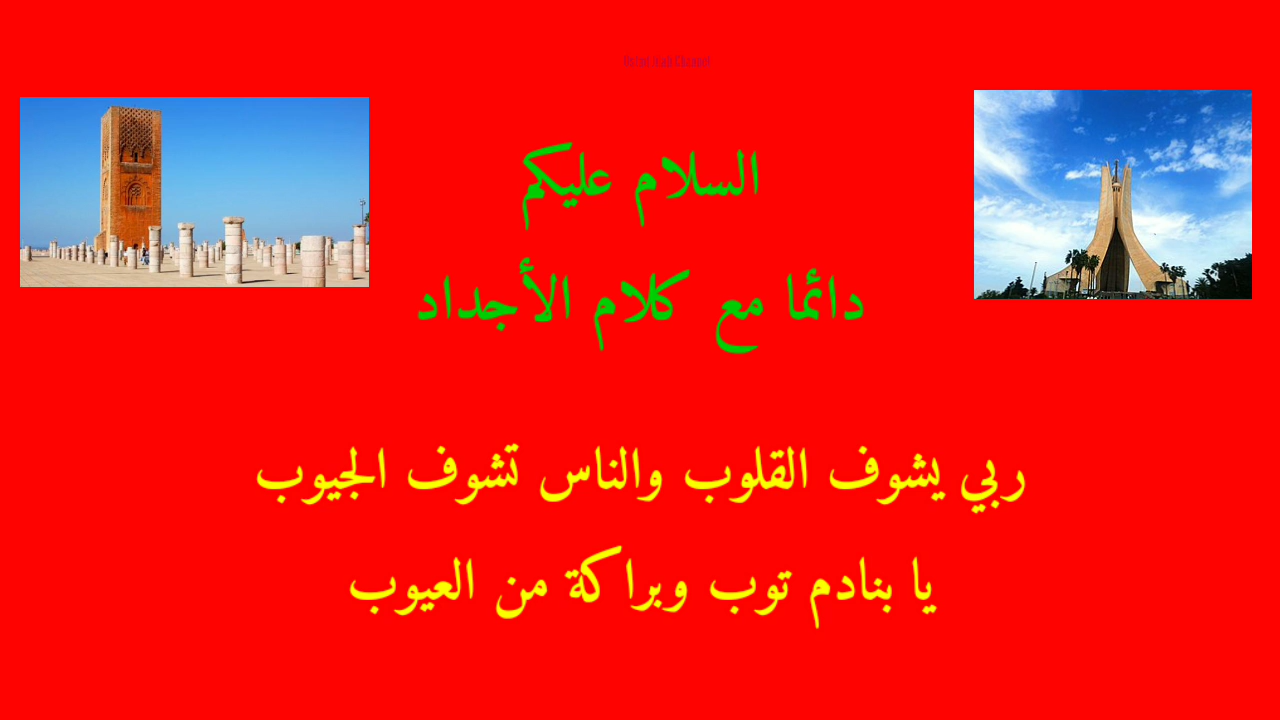 السلام عليكم
دائما مع كلام الأجداد
ربي يشوف القلوب والناس تشوف الجيوب
يا بنادم توب وبراكة من العيوب